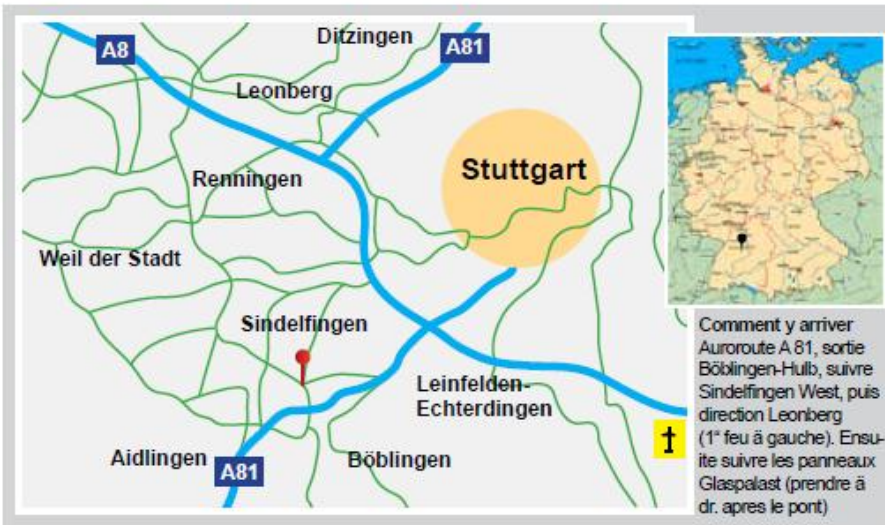 A8
Ditzingen
A81
Leonberg
Renningen
Stuttgart
Weil der Stadt
Sindelfingen
Leinfelden-
Echterdingen
Aidlingen
A81
Böblingen
Comment y arriver
Auroroute A 81, sortie
Böblingen-Hulb, suivre
Sindelfingen West, puis
direction Leonberg
(1° feu ä gauche). Ensu-
ite suivre les panneaux
Glaspalast (prendre ä
dr. apres le pont)